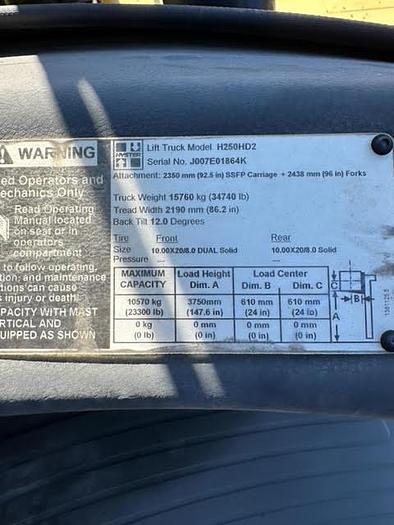 WARNING
ed Operators and
echanics Only
Read Operating
Manual located
on seat or in
operators
compartment
to follow operating,
tion, and maintenance
tions can cause
s injury or death.
APACITY WITH MAST
RTICAL AND
UIPPED AS SHOWN
HYSTER
Lift Truck Model H250HD2
Serial No. J007E01864K
Attachment: 2350 mm (92.5 in) SSFP Carriage + 2438 mm (96 in) Forks
Truck Weight 15760 kg (34740 lb)
Tread Width 2190 mm (86.2 in)
Back Tilt 12.0 Degrees
Tire Front Rear
Size 10.00X20/8.0 DUAL Solid 10.00X20/8.0 Solid
Pressure --- ---
MAXIMUM CAPACITY Load Height Dim. A Load Center Dim. B Dim. C
10570 kg (23300 lb) 3750mm (147.6 in) 610 mm (24 in) 610 mm (24 in)
0 kg (0 lb) 0 mm (0 in) 0 mm (0 in) 0 mm (0 in)
C B A